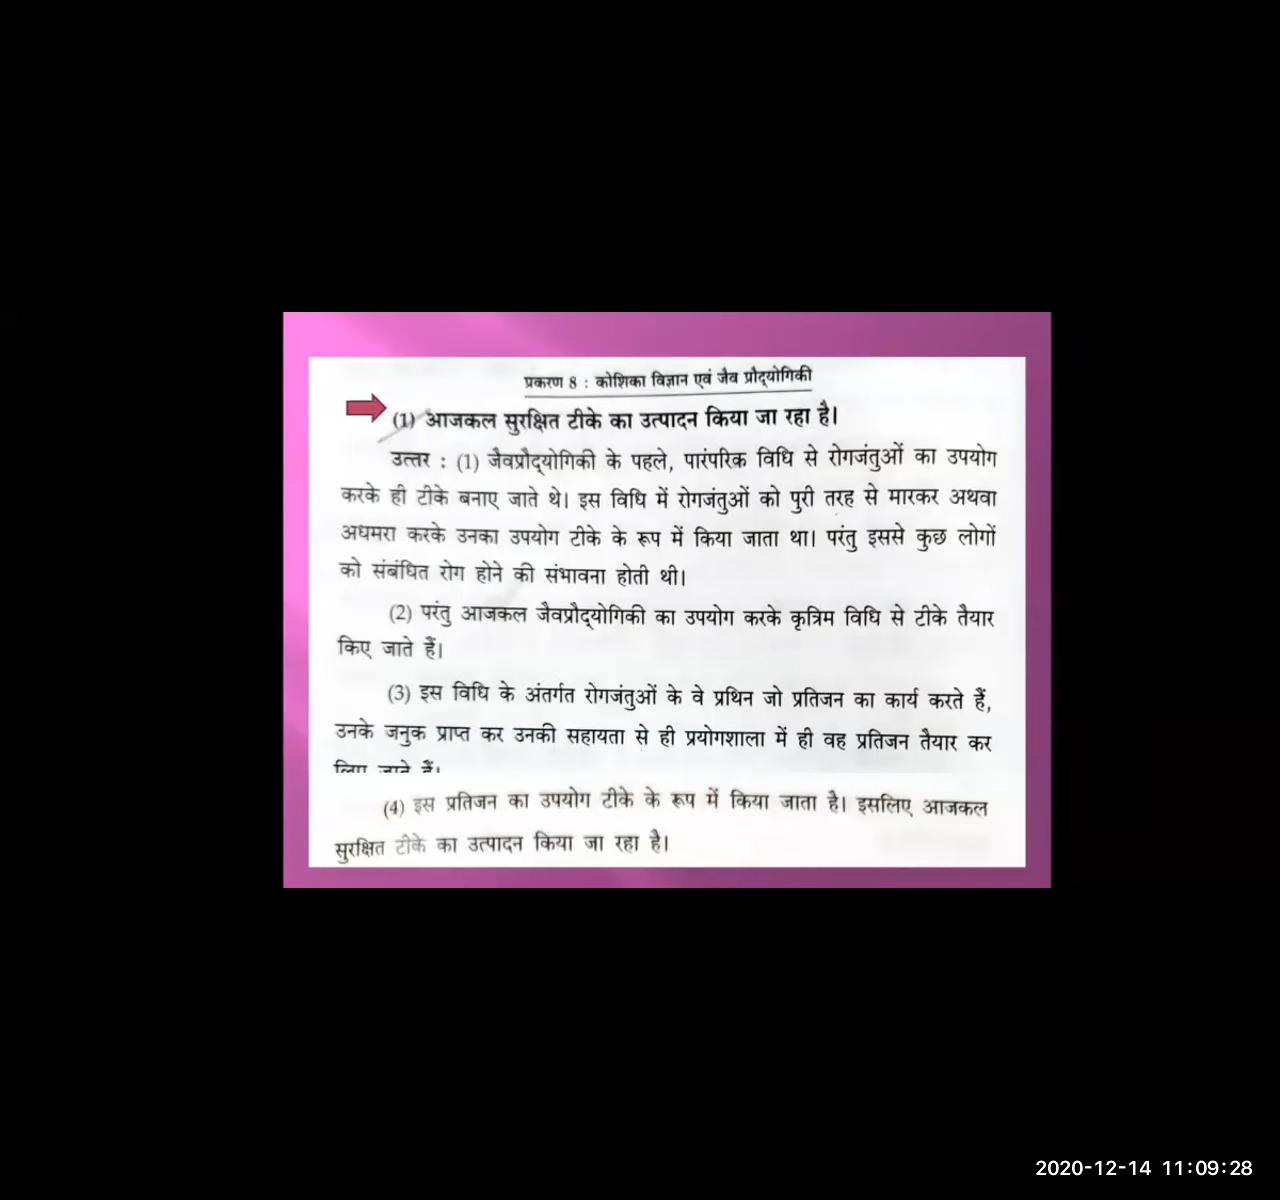 प्रकरण 8 : कोशिका विज्ञान एवं जैव प्रौद्‌योगिकी
(1) आजकल सुरक्षित टीके का उत्पादन किया जा रहा है।
उत्तर : (1) जैवप्रौद्‌योगिकी के पहले, पारंपरिक विधि से रोगजंतुओं का उपयोग
करके ही टीके बनाए जाते थे। इस विधि में रोगजंतुओं को पुरी तरह से मारकर अथवा
अधमरा करके उनका उपयोग टीके के रूप में किया जाता था। परंतु इससे कुछ लोगों
को संबंधित रोग होने की संभावना होती थी।
(2) परंतु आजकल जैवप्रौद्‌योगिकी का उपयोग करके कृत्रिम विधि से टीके तैयार
किए जाते हैं।
(3) इस विधि के अंतर्गत रोगजंतुओं के वे प्रथिन जो प्रतिजन का कार्य करते हैं,
उनके जनुक प्राप्त कर उनकी सहायता से ही प्रयोगशाला में ही वह प्रतिजन तैयार कर
लिए जाते हैं।
(4) इस प्रतिजन का उपयोग टीके के रूप में किया जाता है। इसलिए आजकल
सुरक्षित टीके का उत्पादन किया जा रहा है।
2020-12-14 11:09:28